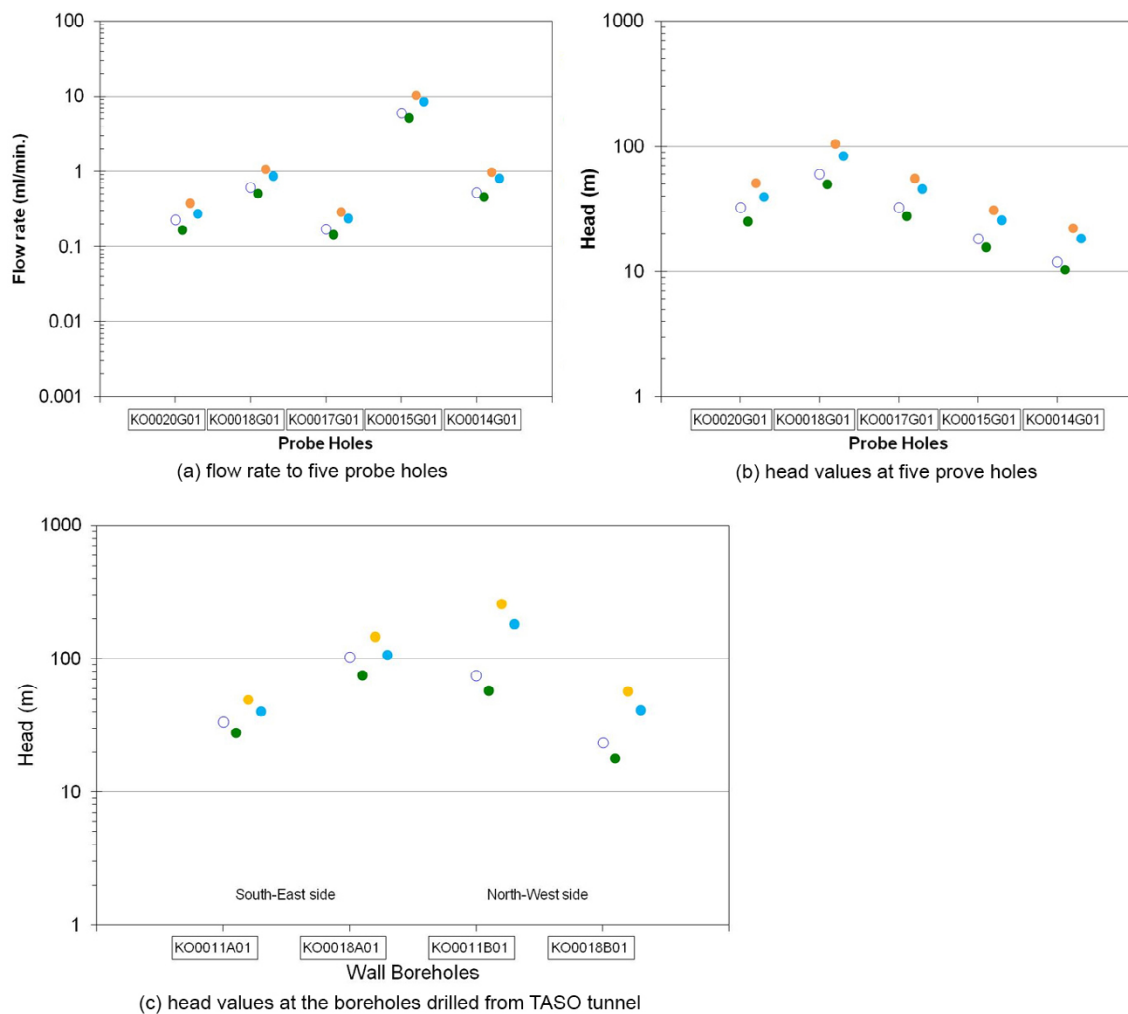 100
10
1
0.1
0.01
0.001
Flow rate (ml/min.)
KO0020G01 KO0018G01 KO0017G01 KO0015G01 KO0014G01
Probe Holes
(a) flow rate to five probe holes
1000
100
10
1
Head (m)
KO0020G01 KO0018G01 KO0017G01 KO0015G01 KO0014G01
Probe Holes
(b) head values at five prove holes
1000
100
10
1
Head (m)
South-East side North-West side
KO0011A01 KO0018A01 KO0011B01 KO0018B01
Wall Boreholes
(c) head values at the boreholes drilled from TASO tunnel